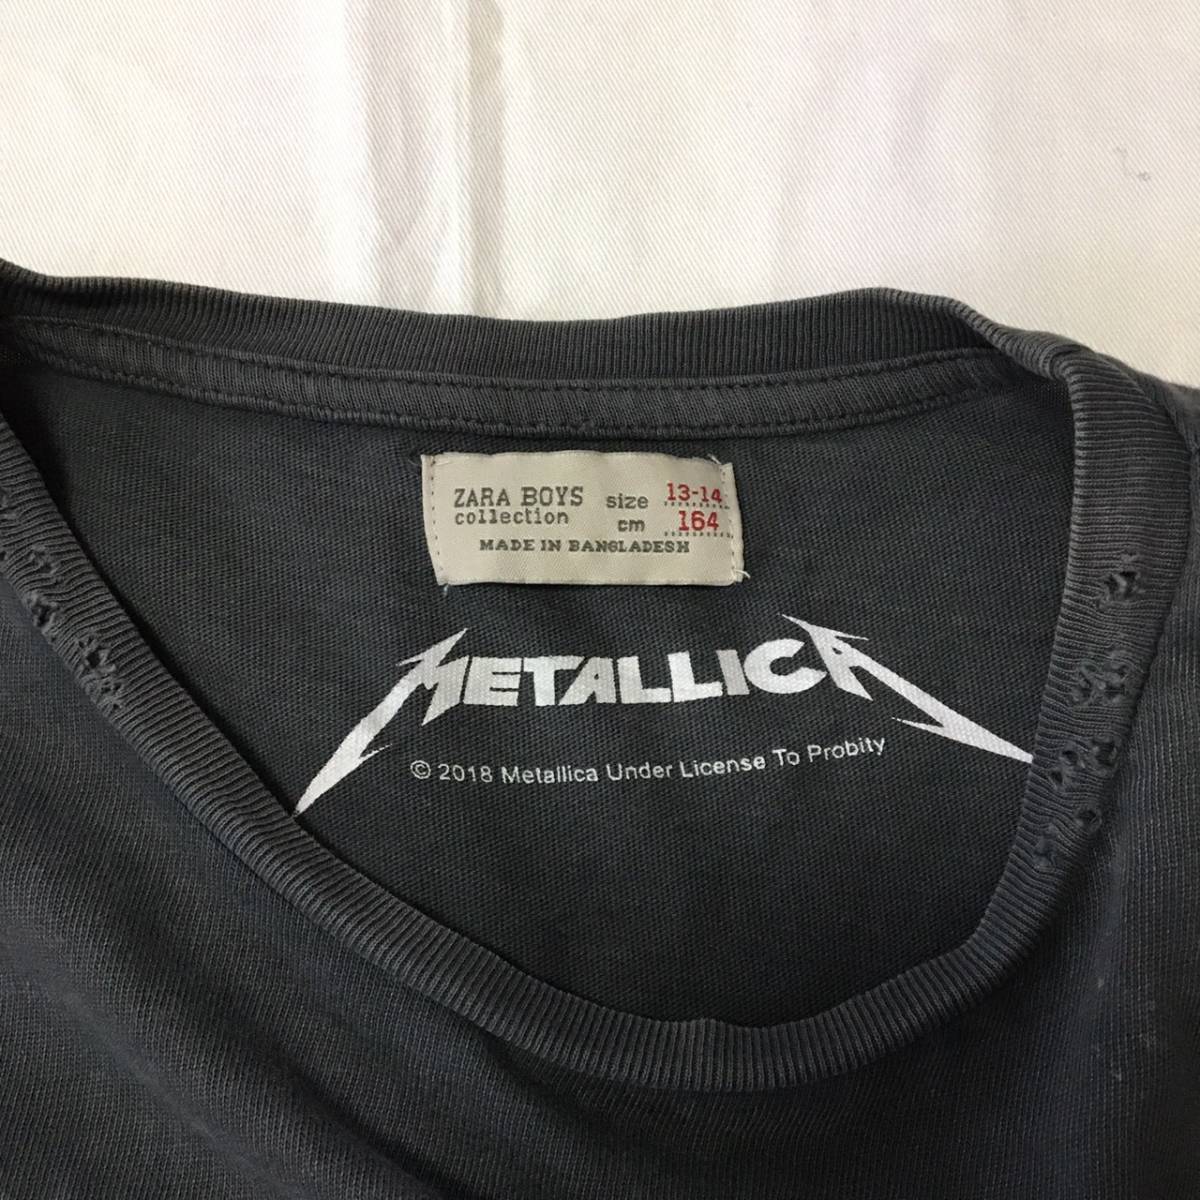 ZARA BOYS size 13-14
collection cm 164
MADE IN BANGLADESH
METALLICA
© 2018 Metallica Under License To Probity